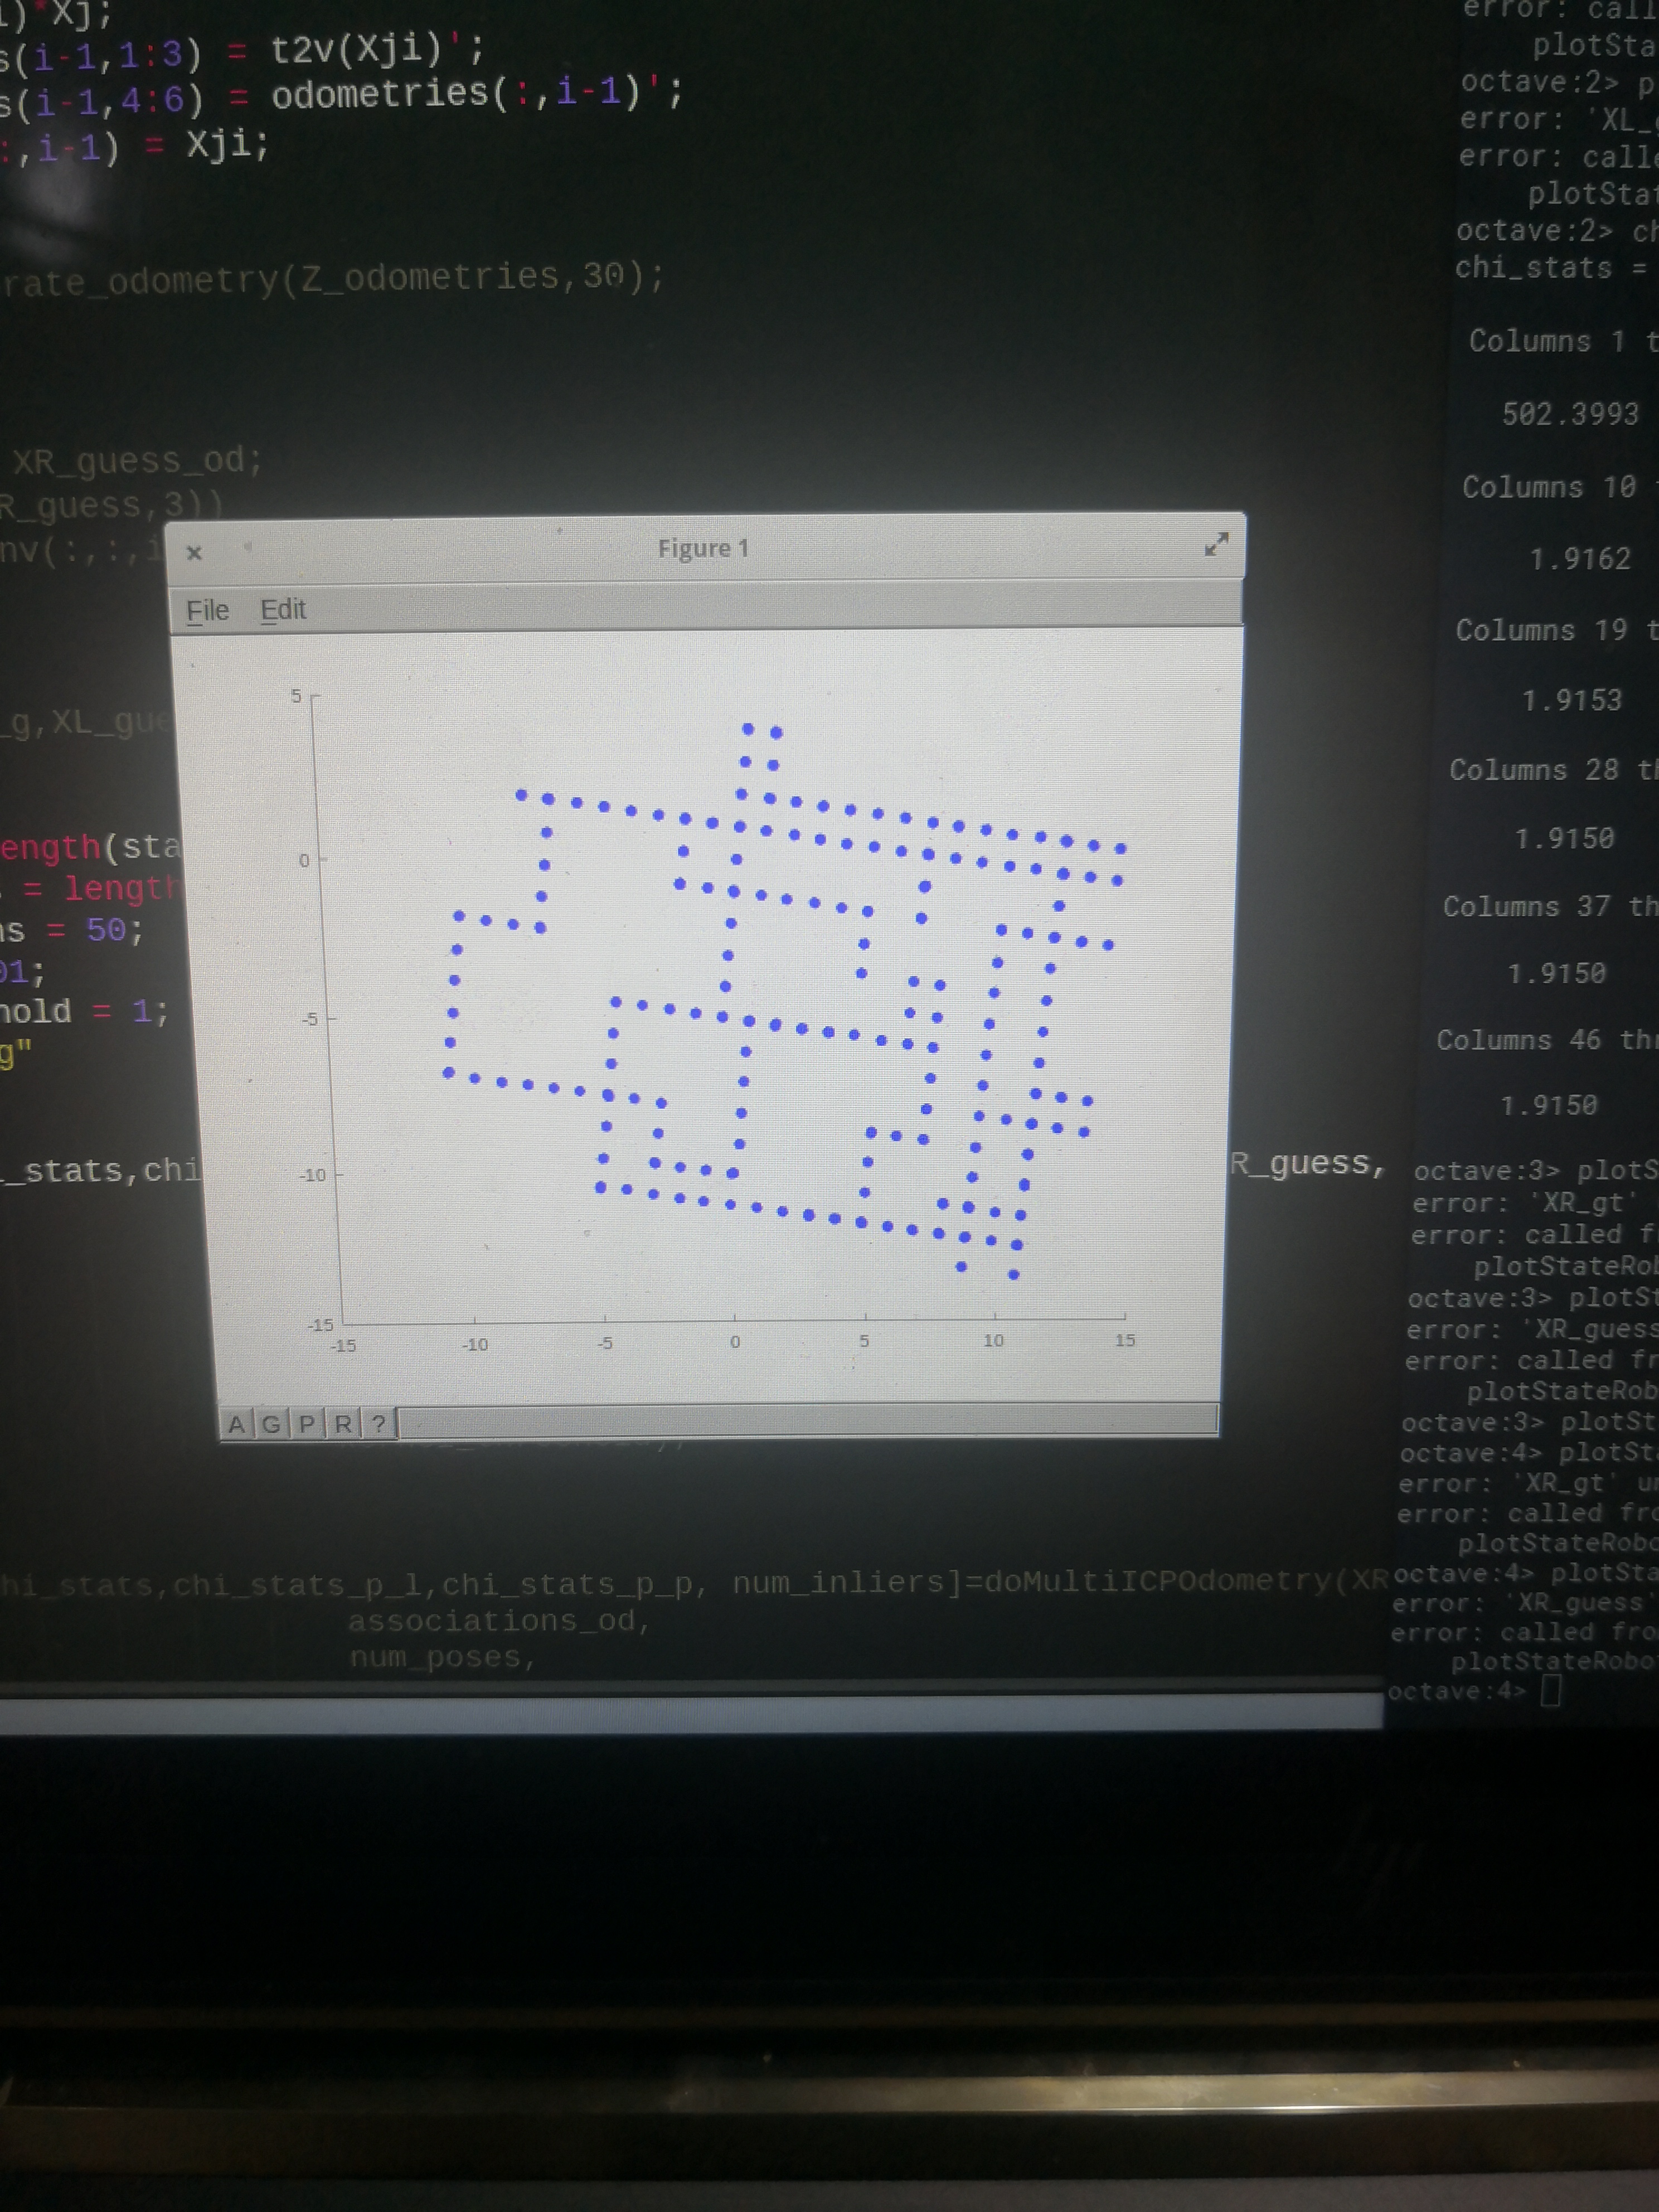 i)*Xj;
s(i-1,1:3) = t2v(Xji)';
s(i-1,4:6) = odometries(:,i-1)';
:,i-1) = Xji;
rate_odometry(Z_odometries,30);
XR_guess_od;
R_guess,3))
nv(:,:,i
_g,XL_gue
ength(sta
s = length
ns = 50;
01;
hold = 1;
g"
_stats,chi
R_guess,
hi_stats,chi_stats_p_l,chi_stats_p_p, num_inliers]=doMultiICPOdometry(XR
associations_od,
num_poses,
Figure 1
File Edit
5
0
-5
-10
-15
-15 -10 -5 0 5 10 15
A G P R ?
error: call
plotSta
octave:2> p
error: 'XL_
error: calle
plotStat
octave:2> ch
chi_stats =
Columns 1 t
502.3993
Columns 10
1.9162
Columns 19 t
1.9153
Columns 28 th
1.9150
Columns 37 th
1.9150
Columns 46 thr
1.9150
octave:3> plotS
error: 'XR_gt'
error: called f
plotStateRob
octave:3> plotSt
error: 'XR_guess
error: called fr
plotStateRob
octave:3> plotSt
octave:4> plotSta
error: 'XR_gt' un
error: called fro
plotStateRobo
octave:4> plotSta
error: 'XR_guess'
error: called fro
plotStateRobo
octave:4>